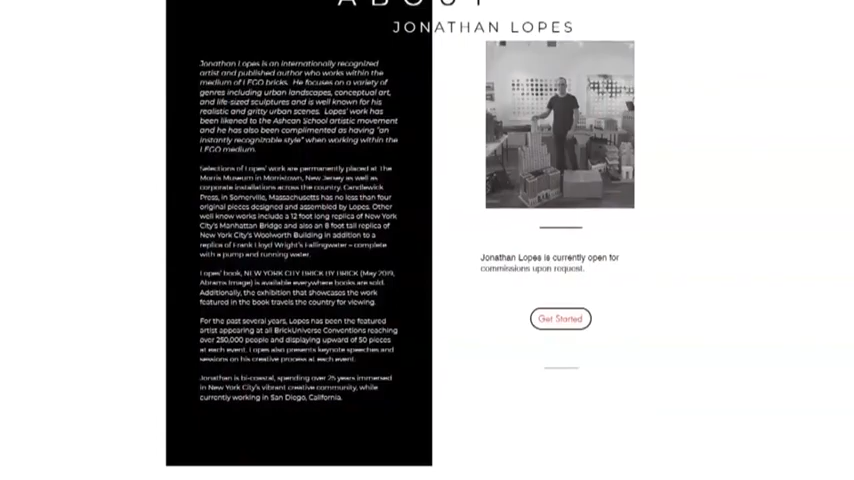 ABOUT
JONATHAN LOPES
Jonathan Lopes is an internationally recognized
artist and published author who works within the
medium of LEGO bricks. He focuses on a variety of
genres including urban landscapes, conceptual art,
and life-sized sculptures and is well known for his
realistic and gritty urban scenes. Lopes' work has
been likened to the Ashcan School artistic movement
and he has also been complimented as having "an
instantly recognizable style" when working within the
LEGO medium.
Selections of Lopes' work are permanently placed at The
Morris Museum in Morristown, New Jersey as well as
corporate installations across the country. Candlewick
Press, in Somerville, Massachusetts has no less than four
original pieces designed and assembled by Lopes. Other
well know works include a 12 foot long replica of New York
City's Manhattan Bridge and also an 8 foot tall replica of
New York City's Woolworth Building in addition to a
replica of Frank Lloyd Wright's Fallingwater – complete
with a pump and running water.
Lopes' book, NEW YORK CITY BRICK BY BRICK (May 2019,
Abrams Image) is available everywhere books are sold.
Additionally, the exhibition that showcases the work
featured in the book travels the country for viewing.
For the past several years, Lopes has been the featured
artist appearing at all BrickUniverse Conventions reaching
over 250,000 people and displaying upward of 50 pieces
at each event. Lopes also presents keynote speeches and
sessions on his creative process at each event.
Jonathan is bi-coastal, spending over 25 years immersed
in New York City's vibrant creative community, while
currently working in San Diego, California.
Jonathan Lopes is currently open for
commissions upon request.
Get Started